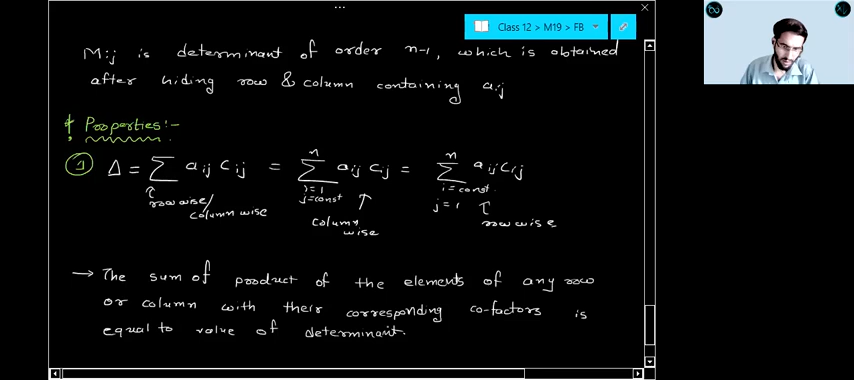 Class 12 > M19 > FB
Mij is determinant of order n-1, which is obtained
after hiding row & column containing aij
* Properties:-
① Δ = ∑ aij cij = ∑ aij cij = ∑ aij cij
n n
i=1 i=const.
j=const j=1
↑ row wise/ column wise
↑ column wise
↑ row wise
→ The sum of product of the elements of any row
or column with their corresponding co-factors is
equal to value of determinant.